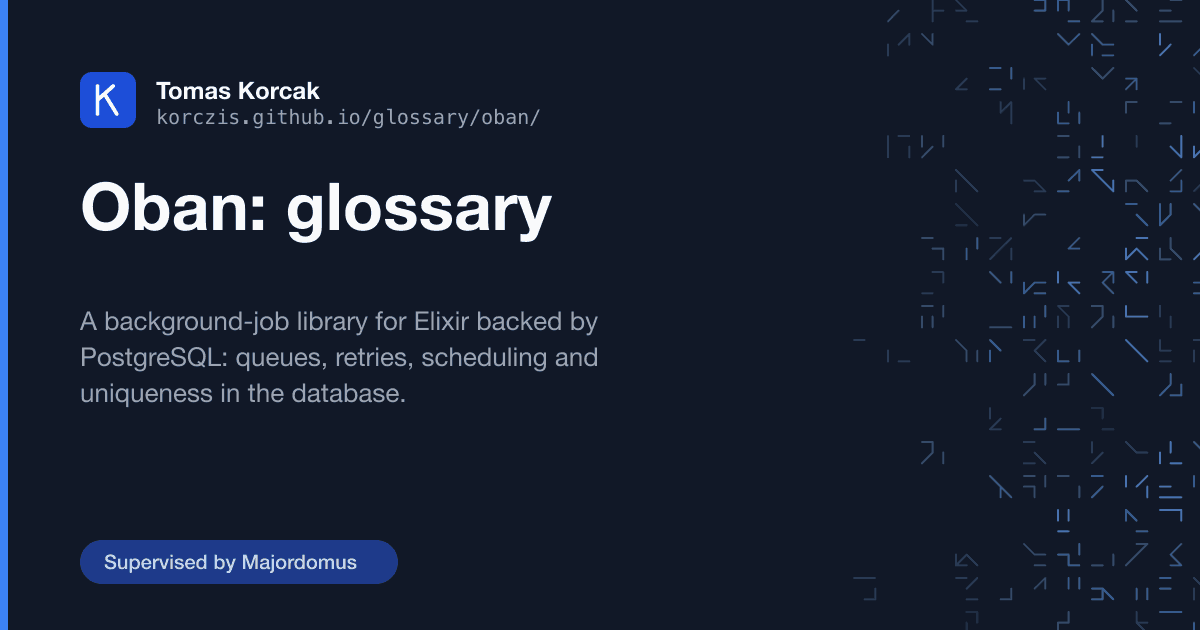 K
Tomas Korcak
korczis.github.io/glossary/oban/
Oban: glossary
A background-job library for Elixir backed by
PostgreSQL: queues, retries, scheduling and
uniqueness in the database.
Supervised by Majordomus